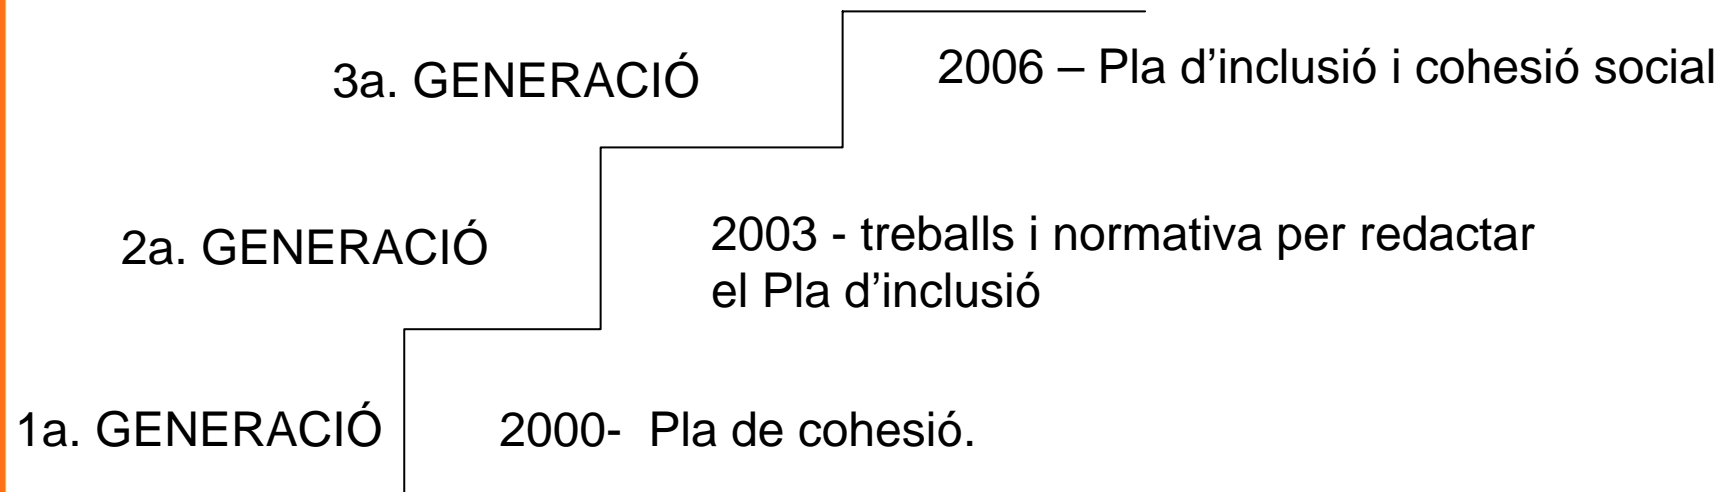 3a. GENERACIÓ
2006 – Pla d’inclusió i cohesió social
2a. GENERACIÓ
2003 - treballs i normativa per redactar
el Pla d’inclusió
1a. GENERACIÓ
2000- Pla de cohesió.